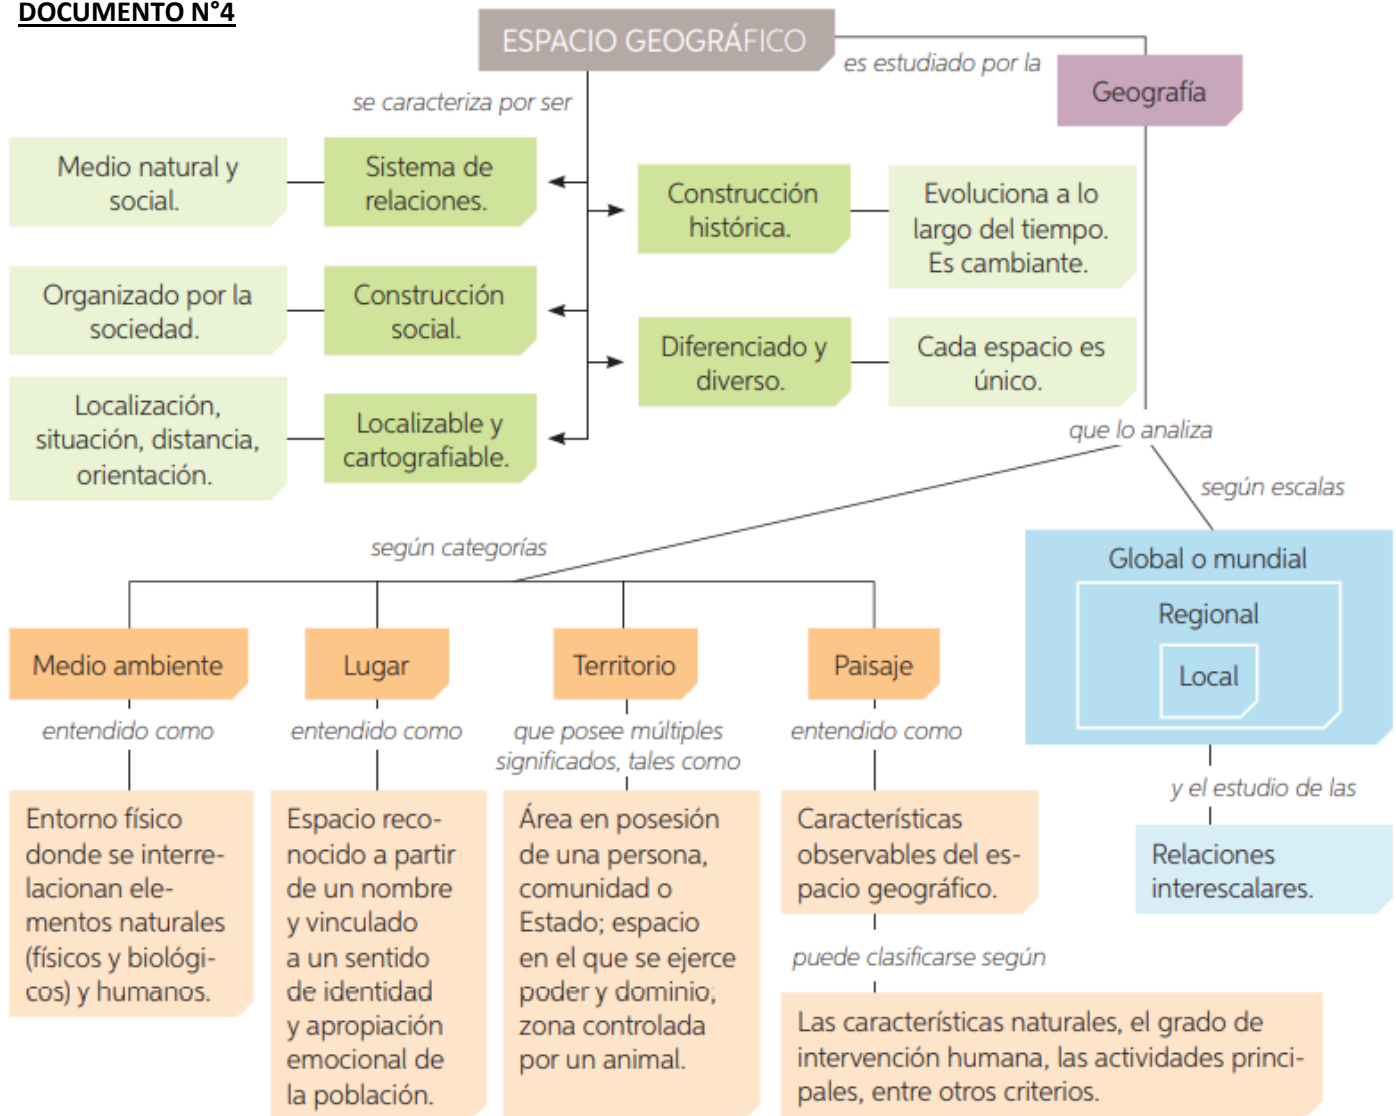 DOCUMENTO N°4
ESPACIO GEOGRÁFICO
es estudiado por la
Geografía
se caracteriza por ser
Medio natural y
social.
Sistema de
relaciones.
Construcción
histórica.
Evoluciona a lo
largo del tiempo.
Es cambiante.
Organizado por la
sociedad.
Construcción
social.
Diferenciado y
diverso.
Cada espacio es
único.
Localización,
situación, distancia,
orientación.
Localizable y
cartografiable.
que lo analiza
según escalas
según categorías
Global o mundial
Regional
Local
y el estudio de las
Relaciones
interescalares.
Medio ambiente
entendido como
Entorno físico
donde se interre-
lacionan ele-
mentos naturales
(físicos y biológi-
cos) y humanos.
Lugar
entendido como
Espacio reco-
nocido a partir
de un nombre
y vinculado
a un sentido
de identidad
y apropiación
emocional de
la población.
Territorio
que posee múltiples
significados, tales como
Área en posesión
de una persona,
comunidad o
Estado; espacio
en el que se ejerce
poder y dominio;
zona controlada
por un animal.
Paisaje
entendido como
Características
observables del es-
pacio geográfico.
puede clasificarse según
Las características naturales, el grado de
intervención humana, las actividades princi-
pales, entre otros criterios.